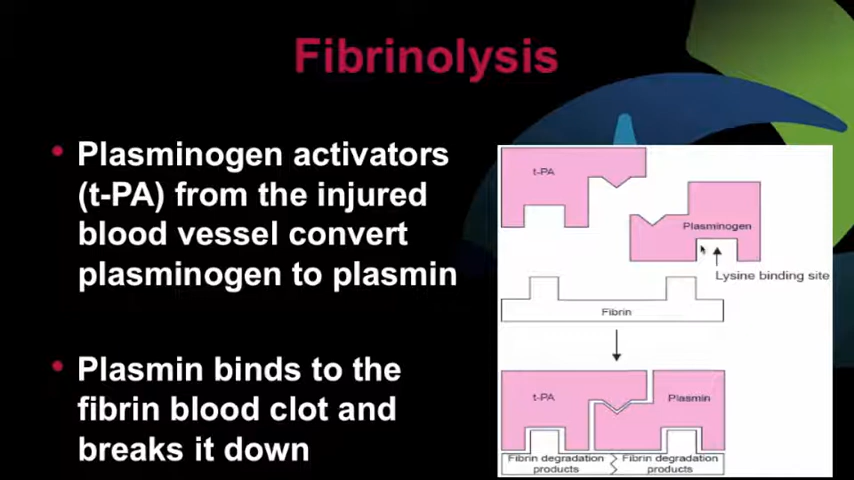 Fibrinolysis
• Plasminogen activators
(t-PA) from the injured
blood vessel convert
plasminogen to plasmin
• Plasmin binds to the
fibrin blood clot and
breaks it down
t-PA
Plasminogen
Lysine binding site
Fibrin
t-PA
Plasmin
Fibrin degradation
products
Fibrin degradation
products